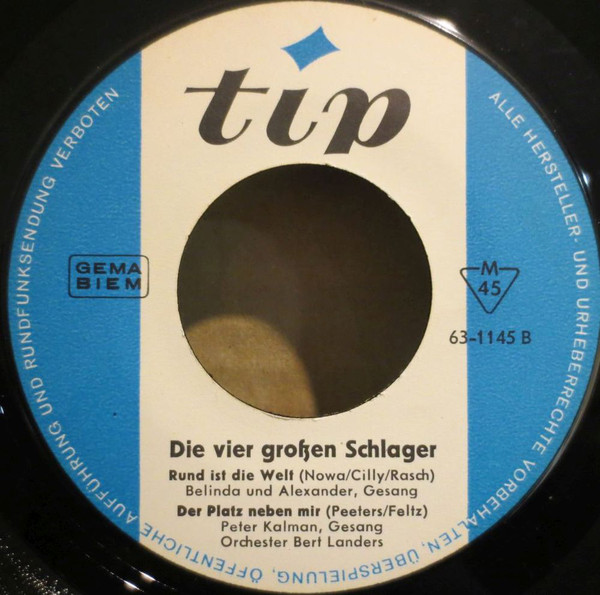 tip
ALLE HERSTELLER- UND URHEBERRECHTE VORBEHALTEN, ÜBERSPIELUNG, ÖFFENTLICHE AUFFÜHRUNG UND RUNDFUNKSENDUNG VERBOTEN
GEMA
BIEM
M
45
63-1145 B
Die vier großen Schlager
Rund ist die Welt (Nowa/Cilly/Rasch)
Belinda und Alexander, Gesang
Der Platz neben mir (Peeters/Feltz)
Peter Kalman, Gesang
Orchester Bert Landers